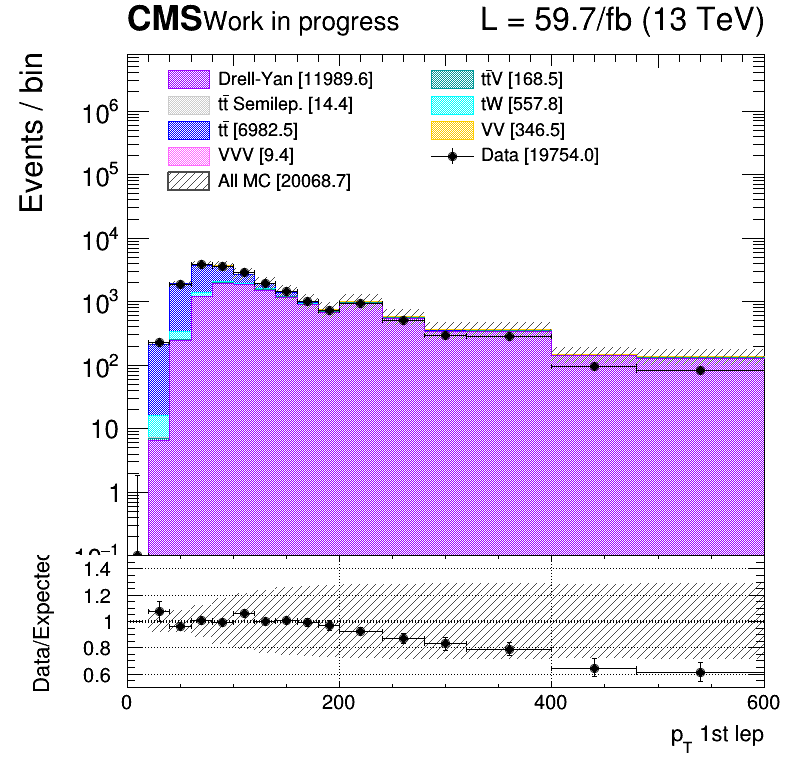 CMS Work in progress L = 59.7/fb (13 TeV)
Events / bin
Drell-Yan [11989.6]
tt̄ Semilep. [14.4]
tt̄ [6982.5]
VVV [9.4]
All MC [20068.7]
tt̄V [168.5]
tW [557.8]
VV [346.5]
Data [19754.0]
10⁶
10⁵
10⁴
10³
10²
10
1
10⁻¹
Data/Expected
1.4
1.2
1
0.8
0.6
0 200 400 600
p_T 1st lep